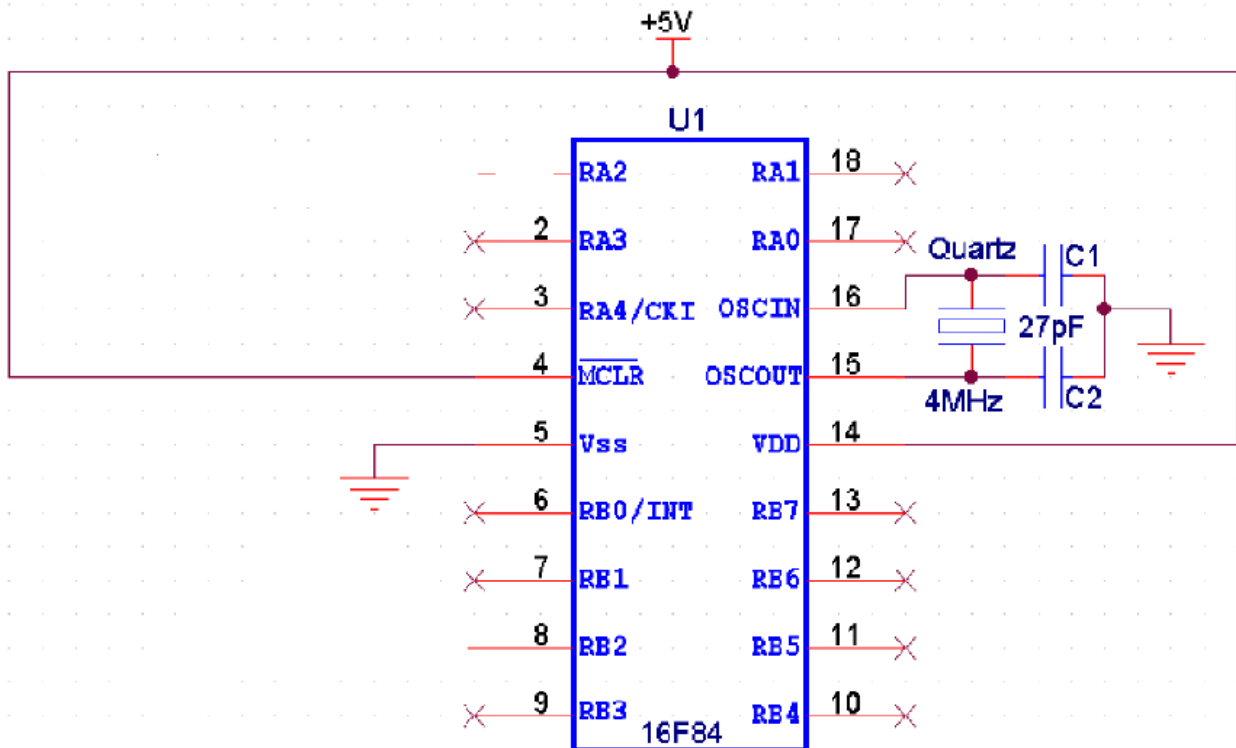 +5V
U1
RA2 RA1 18
2 RA3 RA0 17
Quartz C1
3 RA4/CKI OSCIN 16
27pF
4 MCLR OSCOUT 15
4MHz C2
5 Vss VDD 14
6 RB0/INT RB7 13
7 RB1 RB6 12
8 RB2 RB5 11
9 RB3 RB4 10
16F84